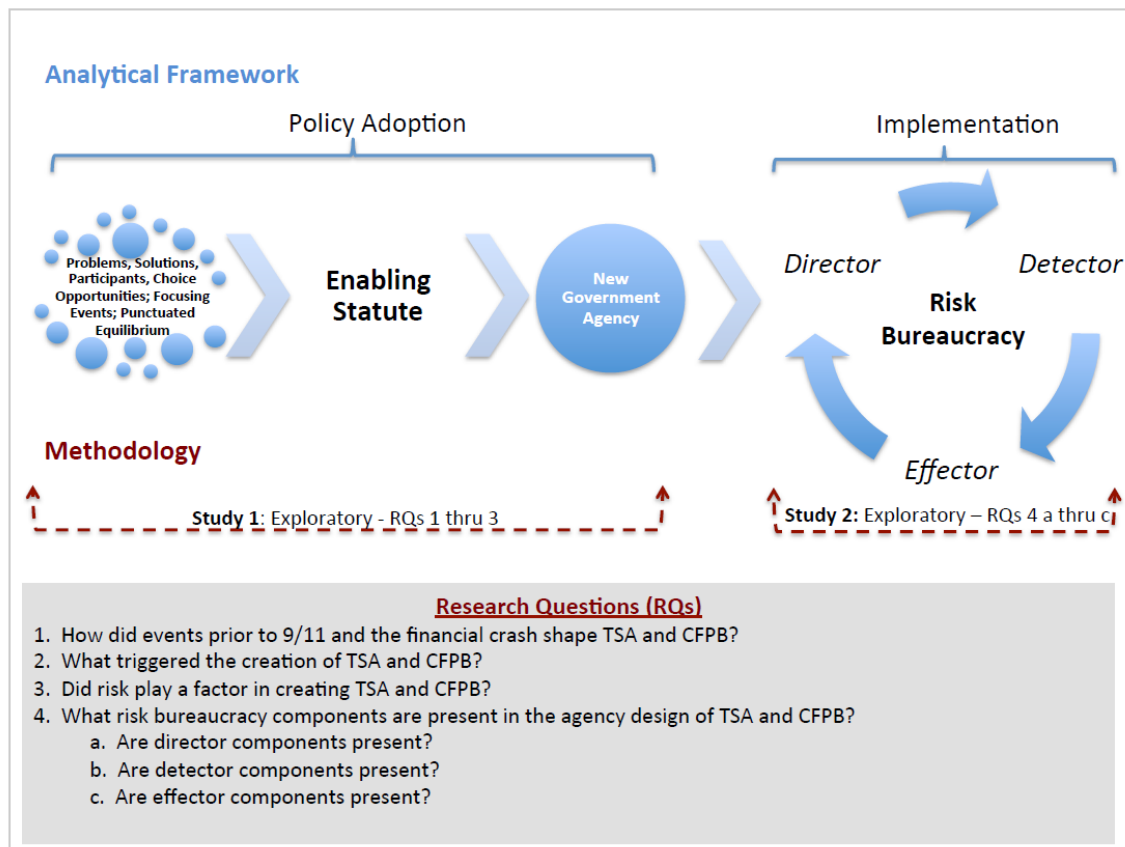 Analytical Framework
Policy Adoption
Implementation
Problems, Solutions,
Participants, Choice
Opportunities; Focusing
Events; Punctuated
Equilibrium
Enabling
Statute
New
Government
Agency
Director
Detector
Risk
Bureaucracy
Effector
Methodology
Study 1: Exploratory - RQs 1 thru 3
Study 2: Exploratory – RQs 4 a thru c
Research Questions (RQs)
1. How did events prior to 9/11 and the financial crash shape TSA and CFPB?
2. What triggered the creation of TSA and CFPB?
3. Did risk play a factor in creating TSA and CFPB?
4. What risk bureaucracy components are present in the agency design of TSA and CFPB?
a. Are director components present?
b. Are detector components present?
c. Are effector components present?